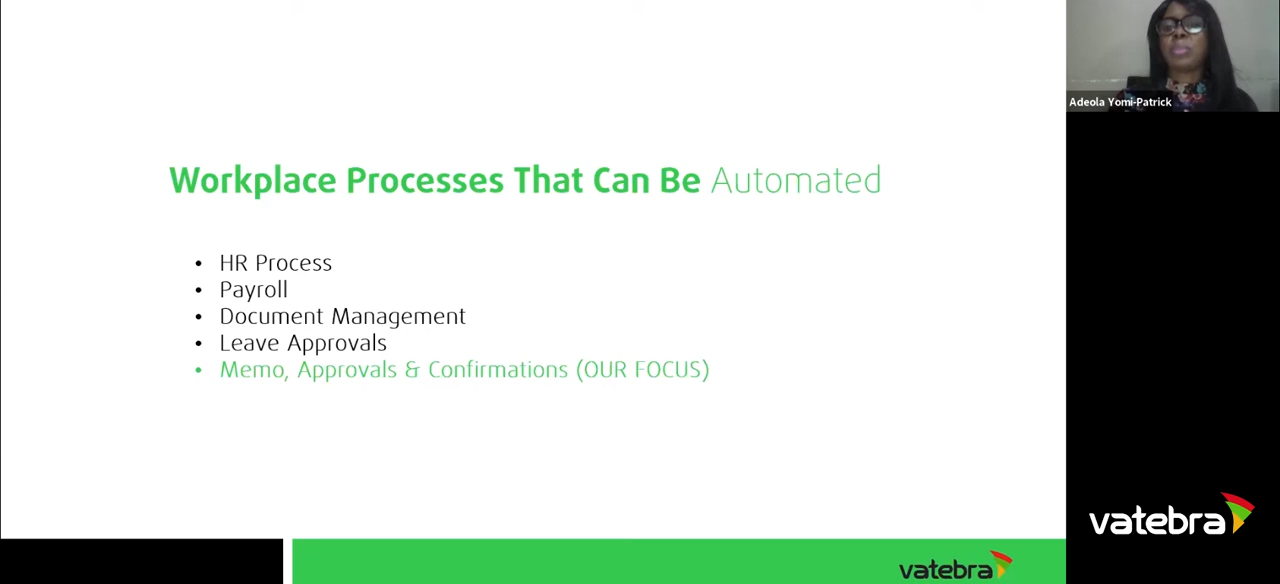 Workplace Processes That Can Be Automated
• HR Process
• Payroll
• Document Management
• Leave Approvals
• Memo, Approvals & Confirmations (OUR FOCUS)
vatebra
Adeola Yomi-Patrick
vatebra